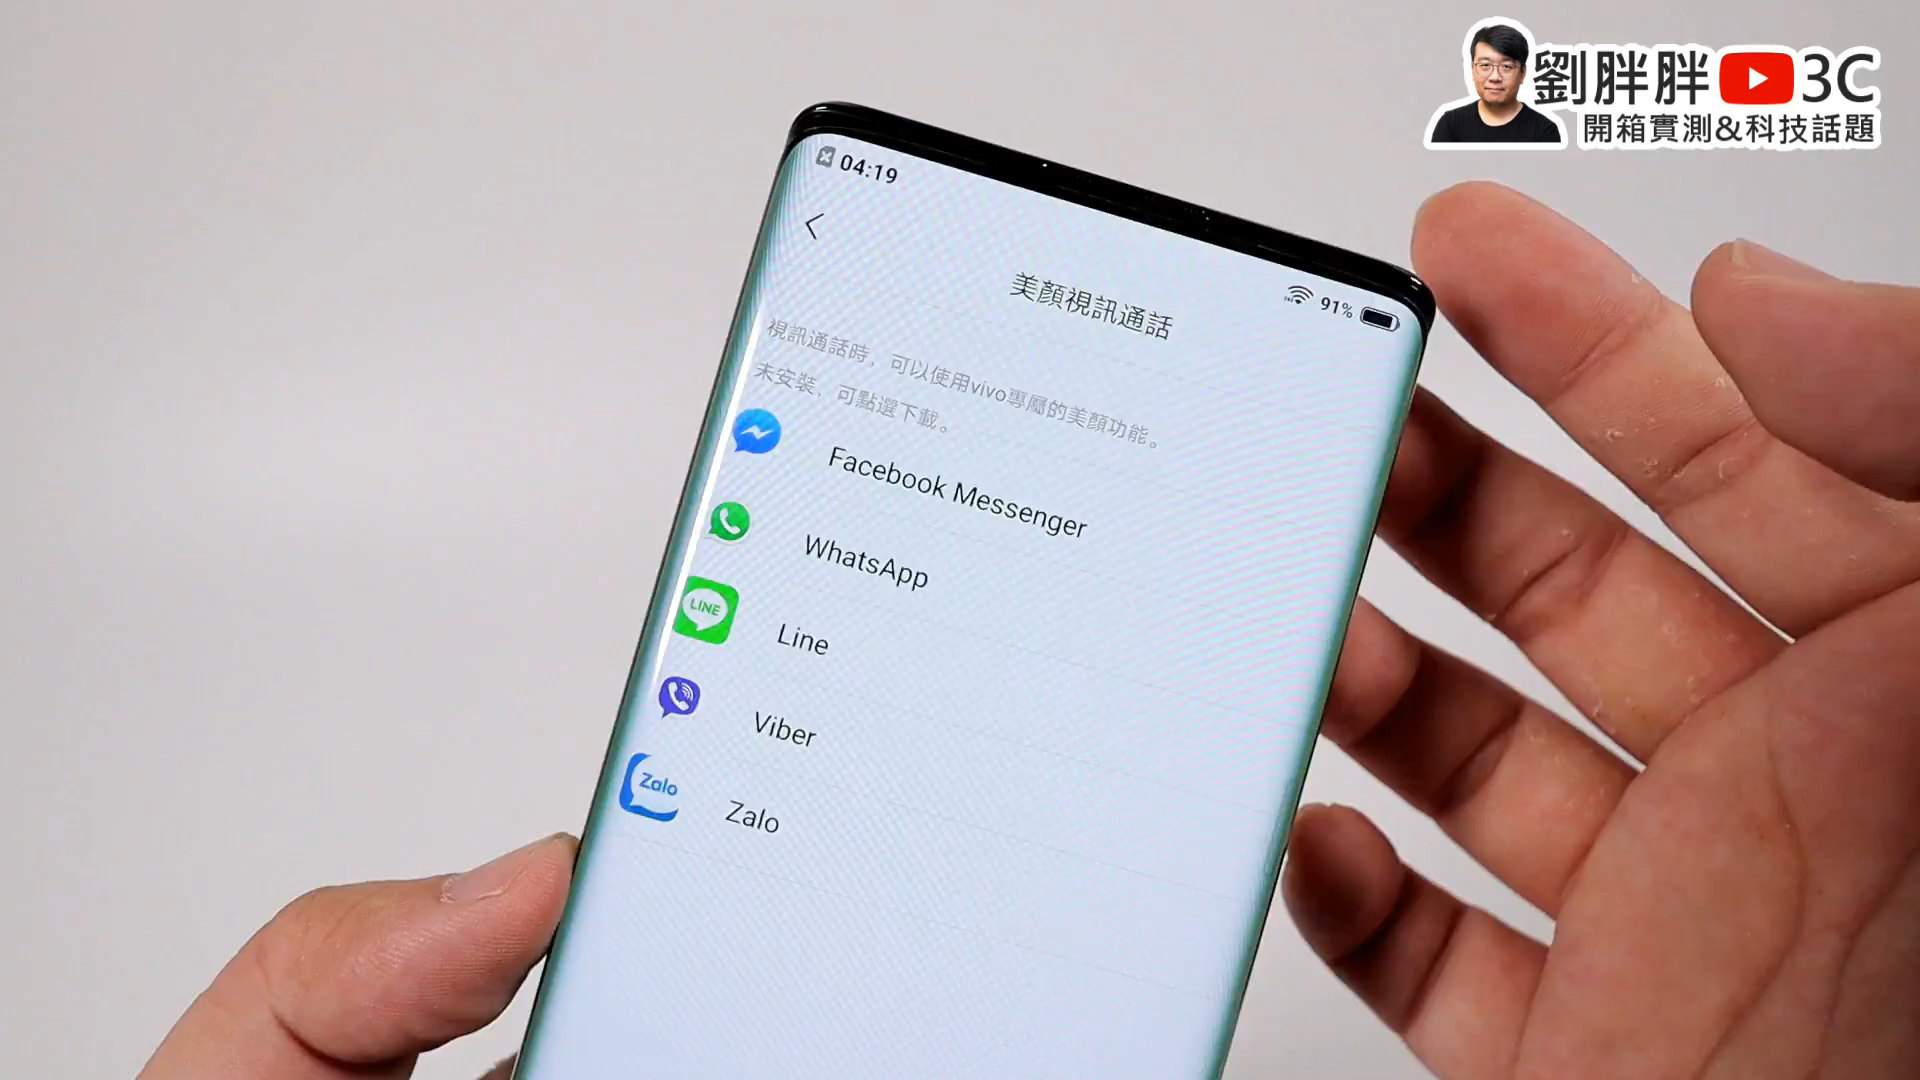 劉胖胖 3C
開箱實測&科技話題
04:19
91%
美顏視訊通話
視訊通話時，可以使用vivo專屬的美顏功能。
未安裝，可點選下載。
Facebook Messenger
WhatsApp
LINE
Line
Viber
Zalo
Zalo